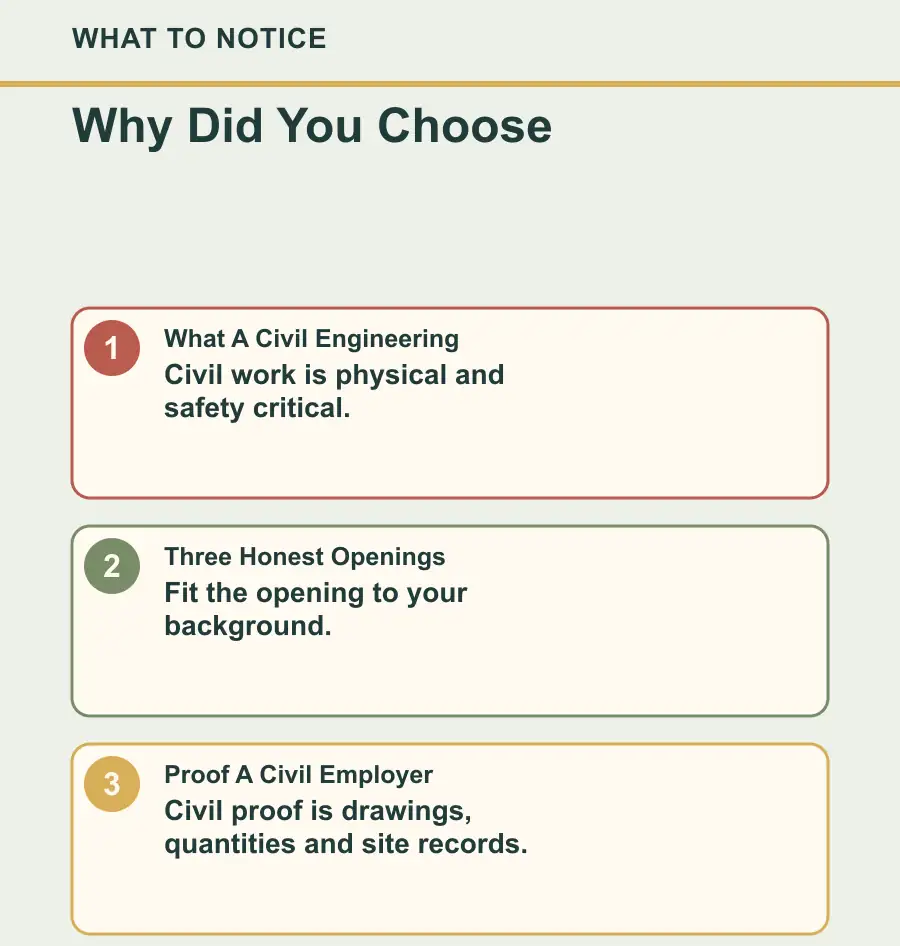 WHAT TO NOTICE
Why Did You Choose
1
What A Civil Engineering
Civil work is physical and
safety critical.
2
Three Honest Openings
Fit the opening to your
background.
3
Proof A Civil Employer
Civil proof is drawings,
quantities and site records.